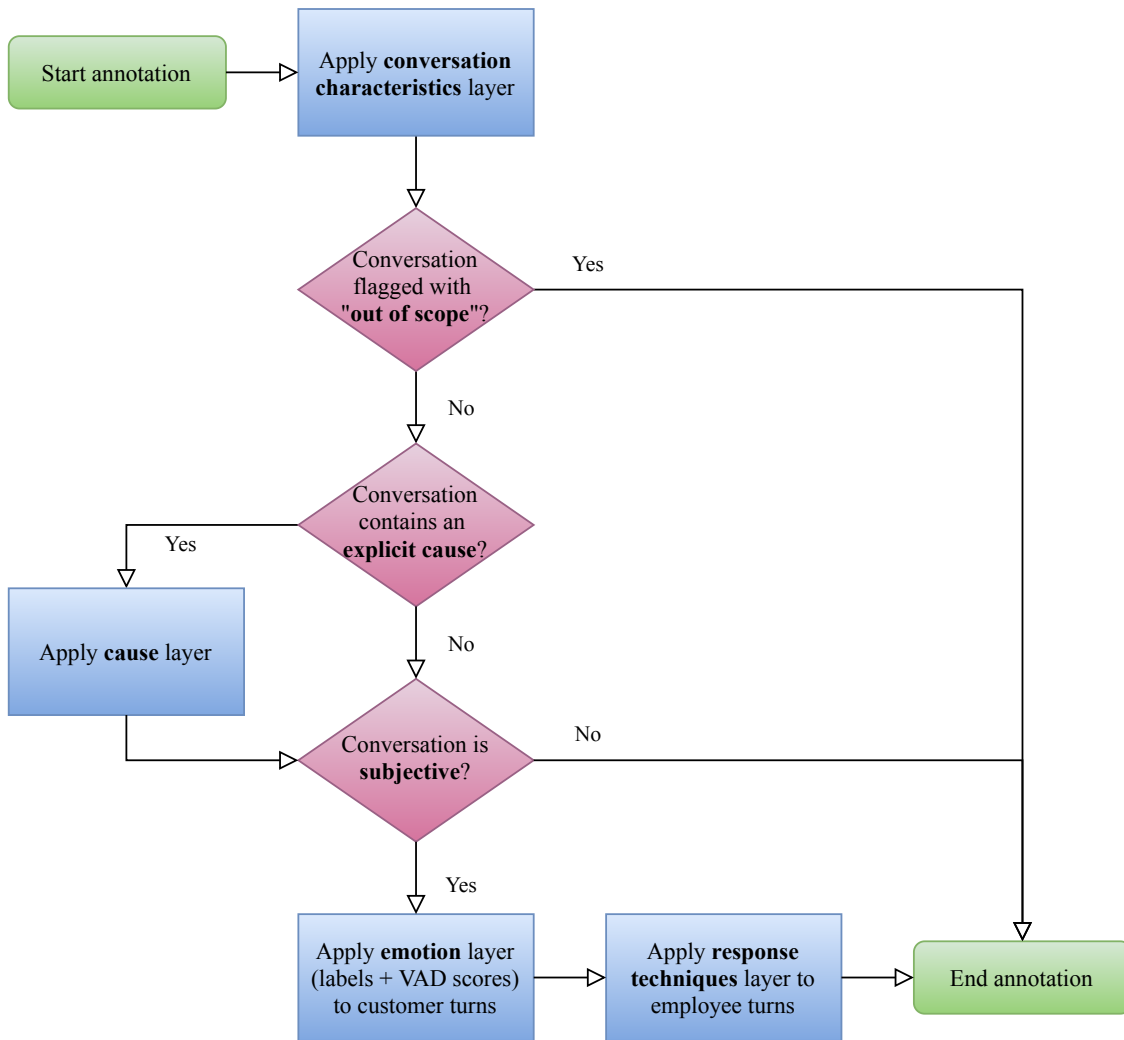 Start annotation
Apply conversation
characteristics layer
Conversation
flagged with
"out of scope"?
Yes
No
Conversation
contains an
explicit cause?
Yes
Apply cause layer
No
Conversation is
subjective?
No
Yes
Apply emotion layer
(labels + VAD scores)
to customer turns
Apply response
techniques layer to
employee turns
End annotation